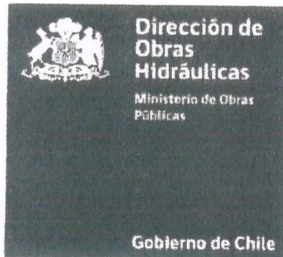 Dirección de
Obras
Hidráulicas
Ministerio de Obras
Públicas
Gobierno de Chile